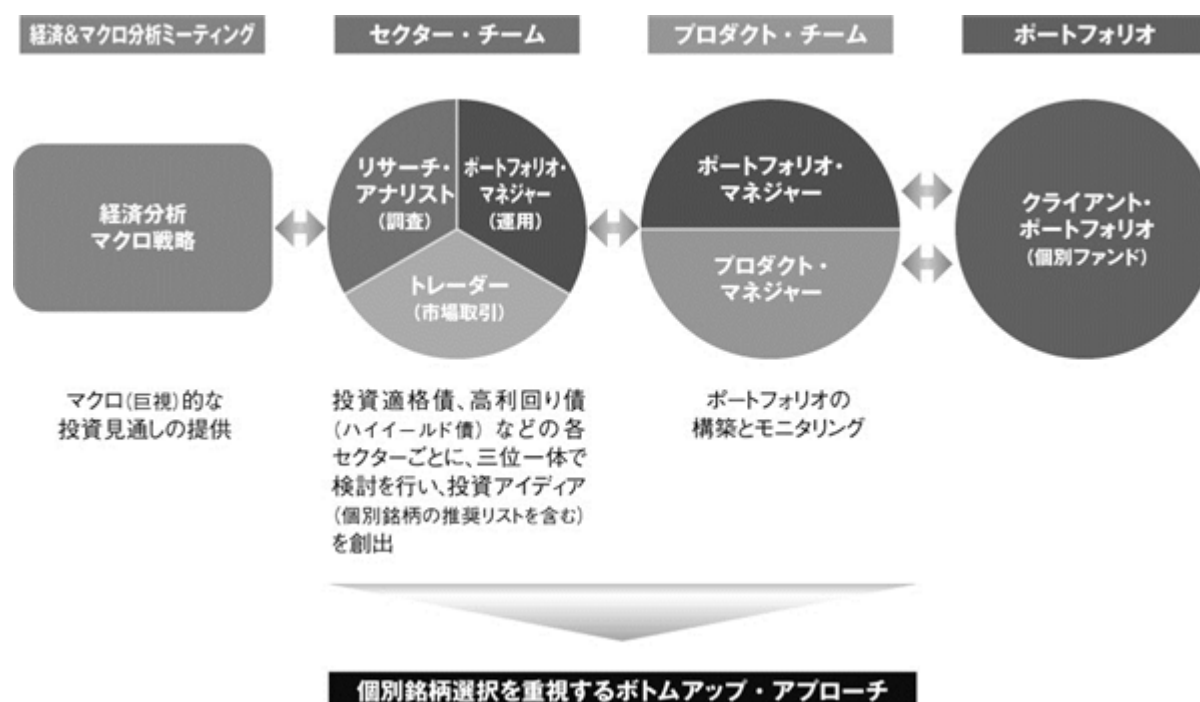 経済&マクロ分析ミーティング
セクター・チーム
プロダクト・チーム
ポートフォリオ
経済分析
マクロ戦略
リサーチ・
アナリスト
(調査)
ポートフォリオ・
マネジャー
(運用)
トレーダー
(市場取引)
ポートフォリオ・
マネジャー
プロダクト・
マネジャー
クライアント・
ポートフォリオ
(個別ファンド)
マクロ(巨視)的な
投資見通しの提供
投資適格債、高利回り債
(ハイイールド債)などの各
セクターごとに、三位一体で
検討を行い、投資アイディア
(個別銘柄の推奨リストを含む)
を創出
ポートフォリオの
構築とモニタリング
個別銘柄選択を重視するボトムアップ・アプローチ